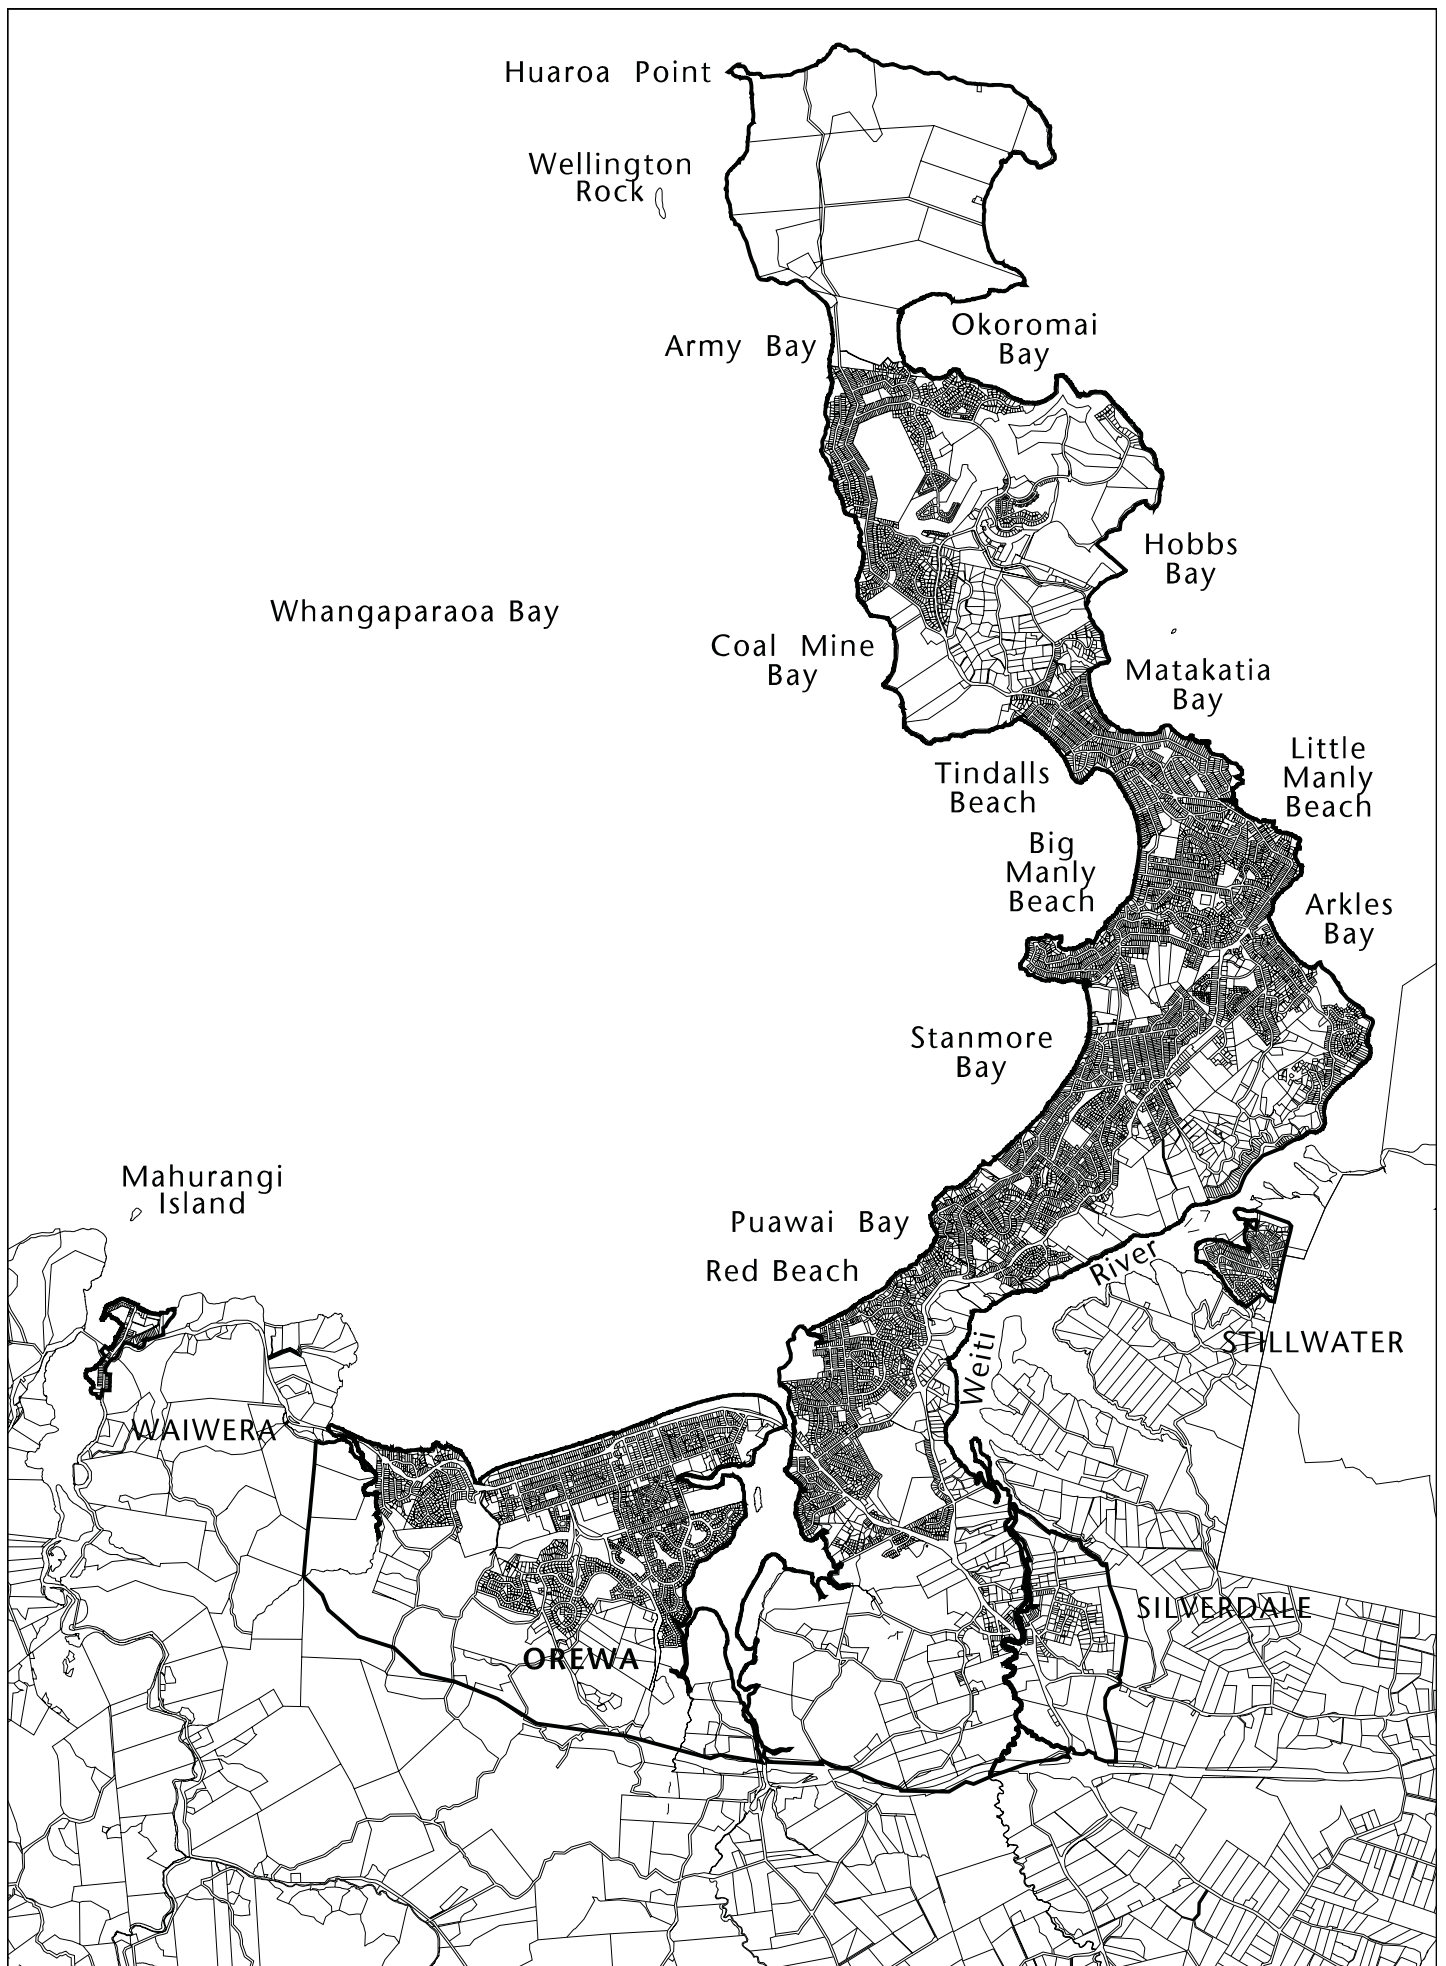 Huaroa Point
Wellington
Rock
Okoromai
Bay
Army Bay
Hobbs
Bay
Whangaparaoa Bay
Coal Mine
Bay
Matakatia
Bay
Little
Manly
Beach
Tindalls
Beach
Big
Manly
Beach
Arkles
Bay
Stanmore
Bay
Mahurangi
Island
Puawai Bay
Red Beach
River
Weiti
STILLWATER
WAIWERA
SILVERDALE
OREWA